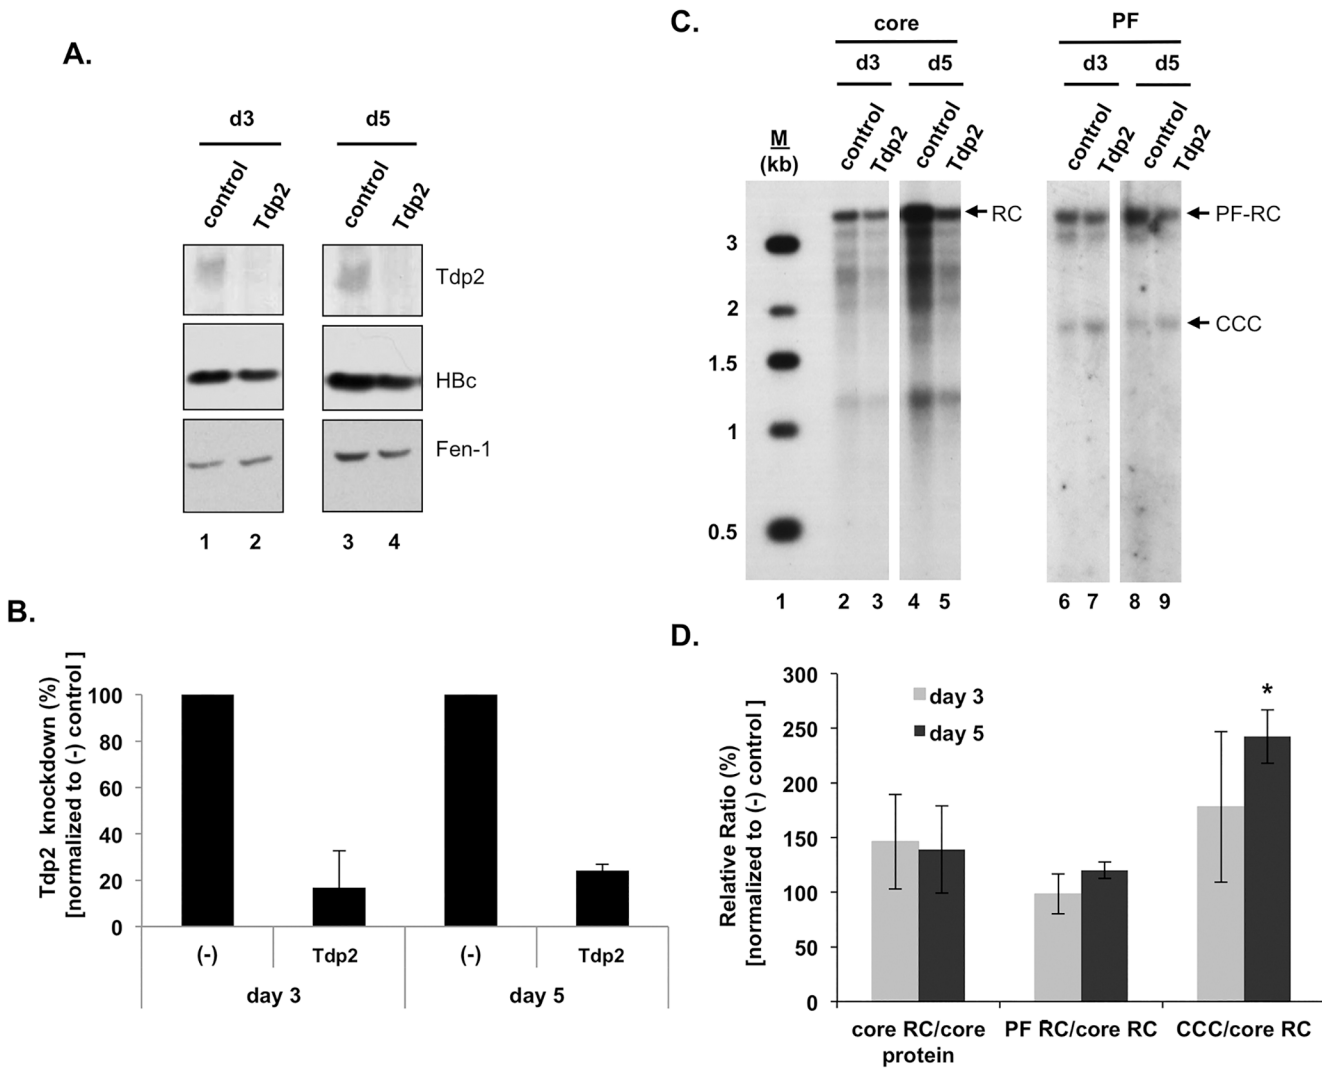 A.
d3
d5
control
Tdp2
control
Tdp2
Tdp2
HBc
Fen-1
1 2 3 4
B.
Tdp2 knockdown (%)
[normalized to (-) control ]
100
80
60
40
20
0
(-)
Tdp2
(-)
Tdp2
day 3
day 5
C.
core
PF
d3
d5
d3
d5
M
(kb)
control
Tdp2
control
Tdp2
control
Tdp2
control
Tdp2
3
2
1.5
1
0.5
RC
PF-RC
CCC
1 2 3 4 5 6 7 8 9
D.
Relative Ratio (%)
[normalized to (-) control ]
300
250
200
150
100
50
0
day 3
day 5
*
core RC/core
protein
PF RC/core RC
CCC/core RC